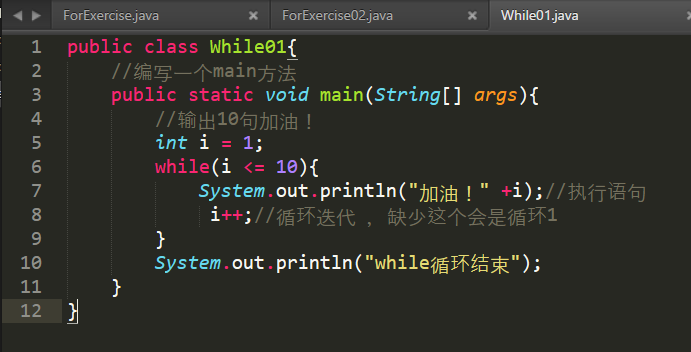 ForExercise.java × ForExercise02.java × While01.java
1 public class While01{
2 //编写一个main方法
3 public static void main(String[] args){
4 //输出10句加油！
5 int i = 1;
6 while(i <= 10){
7 System.out.println("加油！" +i);//执行语句
8 i++;//循环迭代 ，缺少这个会是循环1
9 }
10 System.out.println("while循环结束");
11 }
12 }